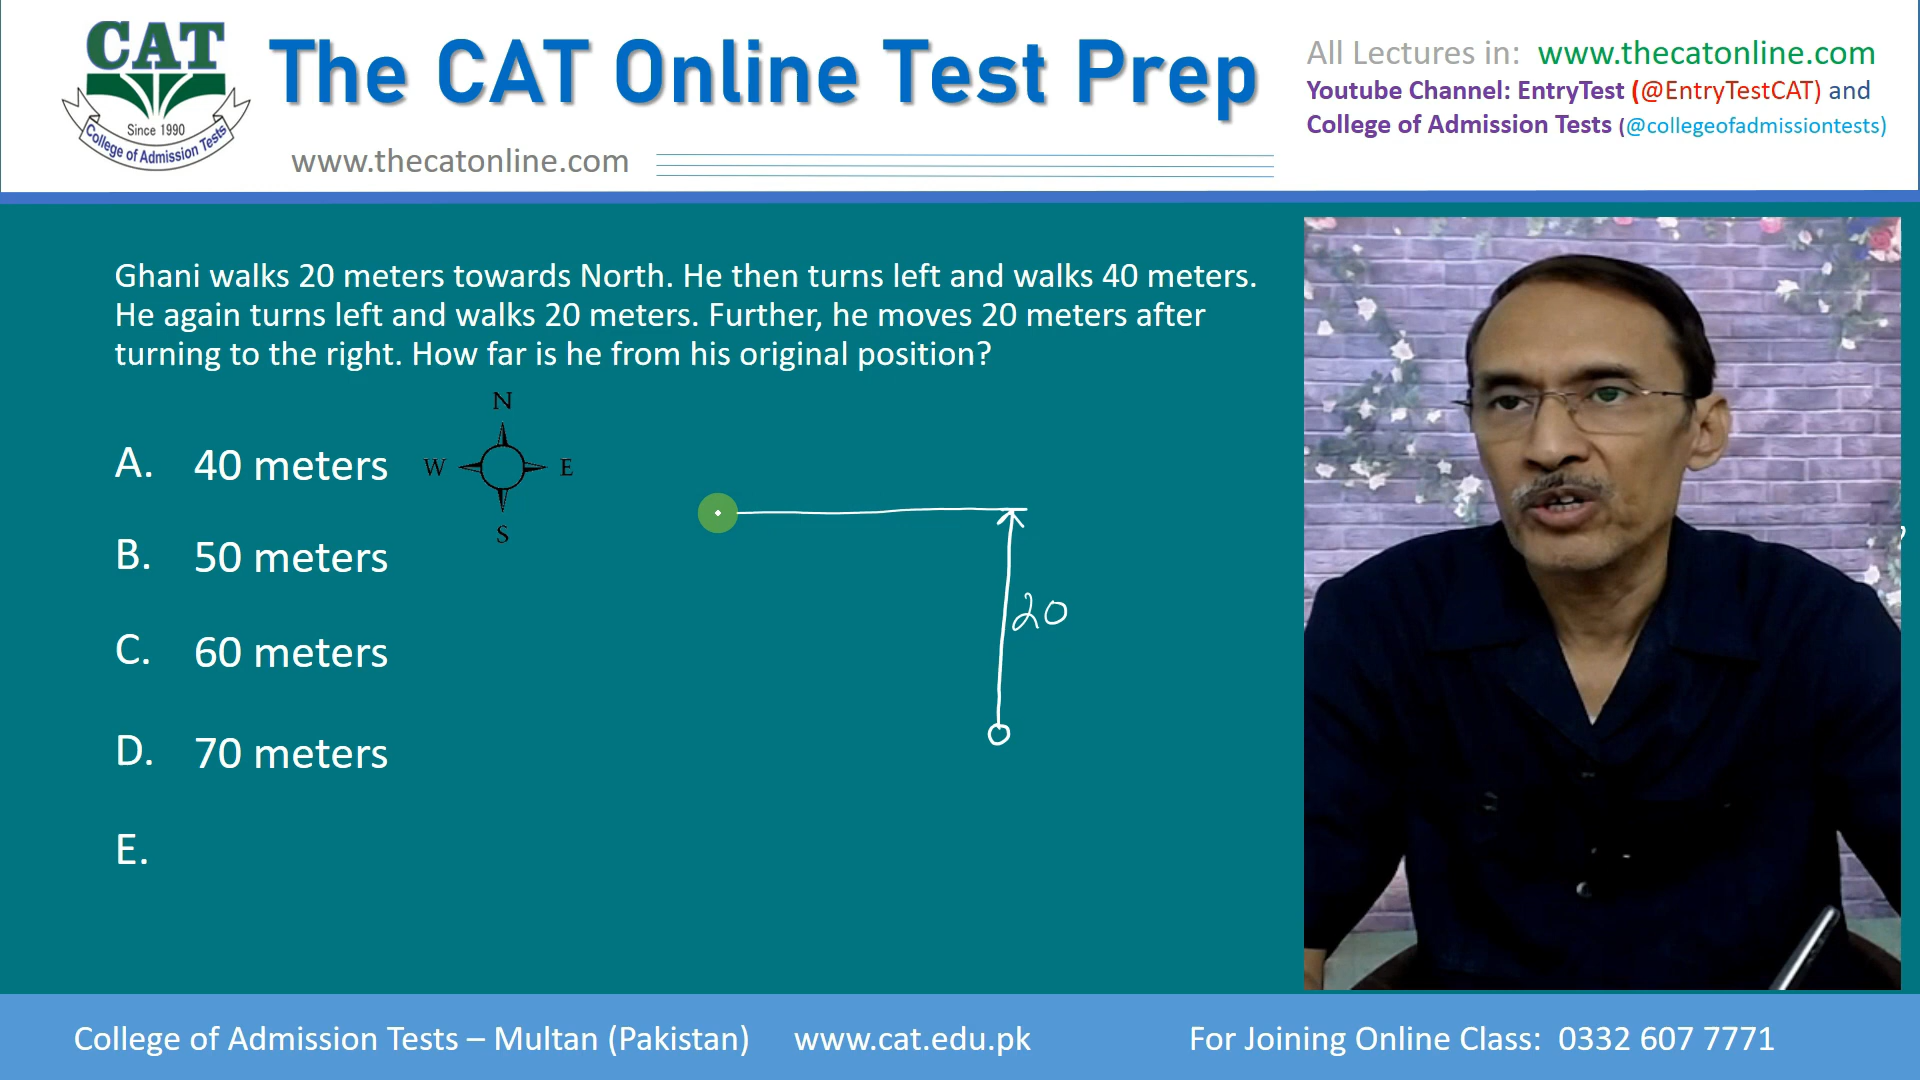 CAT
Since 1990
College of Admission Tests
The CAT Online Test Prep
www.thecatonline.com
All Lectures in: www.thecatonline.com
Youtube Channel: EntryTest (@EntryTestCAT) and
College of Admission Tests (@collegeofadmissiontests)
Ghani walks 20 meters towards North. He then turns left and walks 40 meters.
He again turns left and walks 20 meters. Further, he moves 20 meters after
turning to the right. How far is he from his original position?
N
W E
S
A. 40 meters
B. 50 meters
C. 60 meters
D. 70 meters
E.
20
College of Admission Tests – Multan (Pakistan) www.cat.edu.pk For Joining Online Class: 0332 607 7771